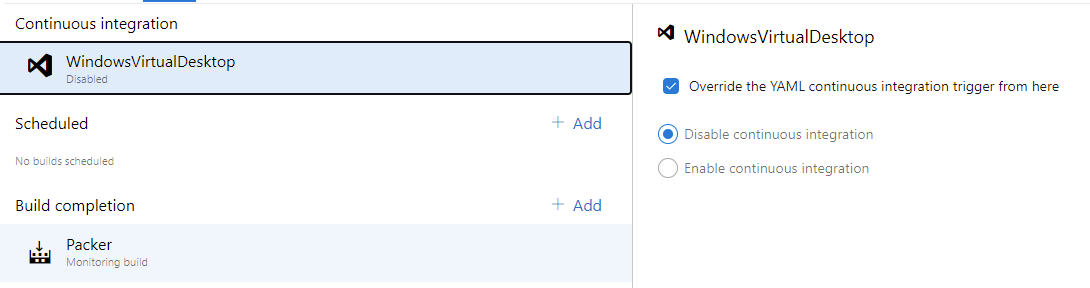 Continuous integration
WindowsVirtualDesktop
Disabled
Scheduled
+ Add
No builds scheduled
Build completion
+ Add
Packer
Monitoring build
WindowsVirtualDesktop
Override the YAML continuous integration trigger from here
Disable continuous integration
Enable continuous integration